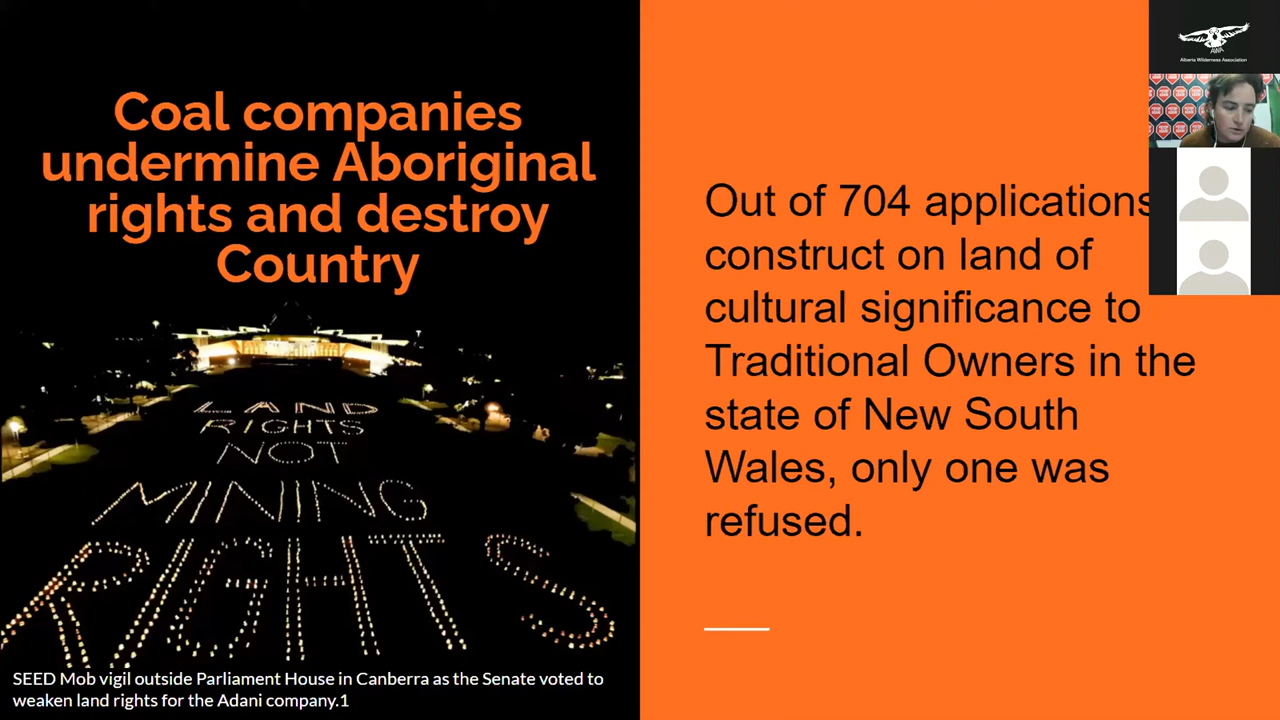 Coal companies
undermine Aboriginal
rights and destroy
Country
LAND
RIGHTS
NOT
MINING
RIGHTS
SEED Mob vigil outside Parliament House in Canberra as the Senate voted to
weaken land rights for the Adani company.1
Out of 704 applications
construct on land of
cultural significance to
Traditional Owners in the
state of New South
Wales, only one was
refused.
AWA
Alberta Wilderness Association